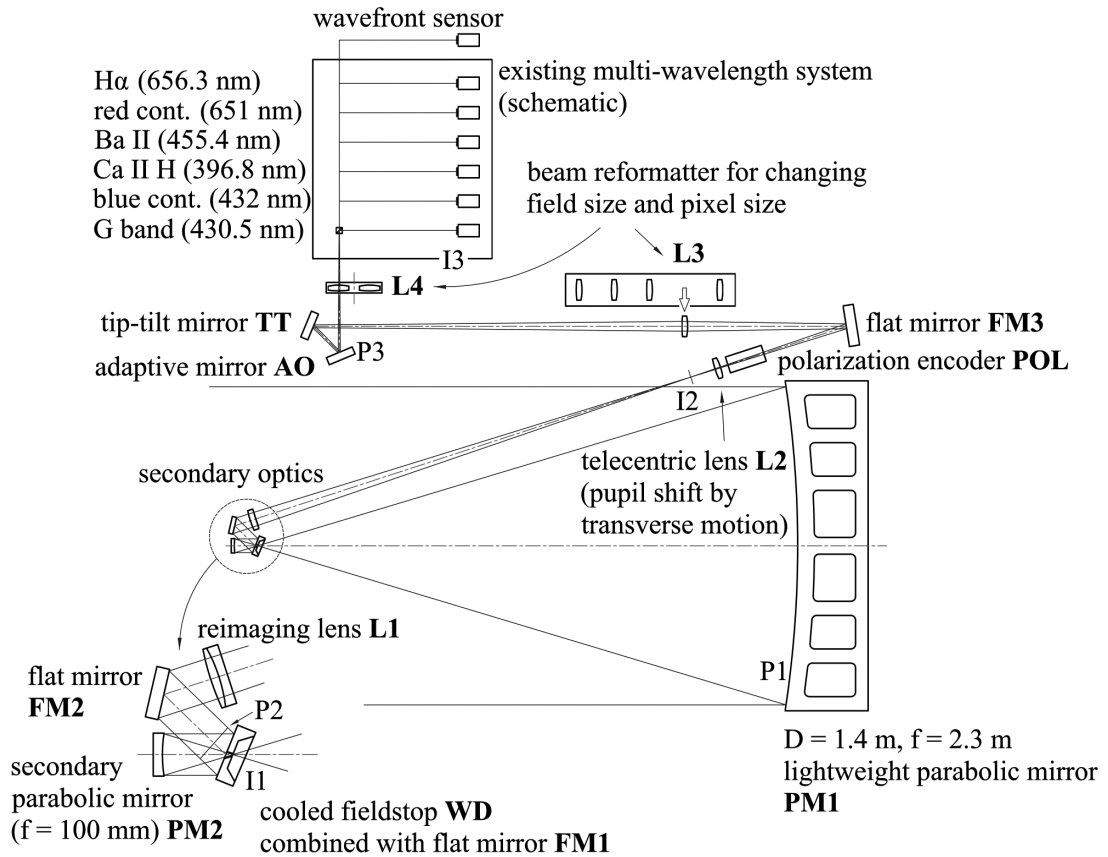 wavefront sensor
Hα (656.3 nm)
red cont. (651 nm)
Ba II (455.4 nm)
Ca II H (396.8 nm)
blue cont. (432 nm)
G band (430.5 nm)
existing multi-wavelength system
(schematic)
beam reformatter for changing
field size and pixel size
I3
L4
L3
tip-tilt mirror TT
P3
adaptive mirror AO
flat mirror FM3
polarization encoder POL
I2
telecentric lens L2
(pupil shift by
transverse motion)
secondary optics
reimaging lens L1
flat mirror
FM2
P2
P1
I1
secondary
parabolic mirror
(f = 100 mm) PM2
cooled fieldstop WD
combined with flat mirror FM1
D = 1.4 m, f = 2.3 m
lightweight parabolic mirror
PM1